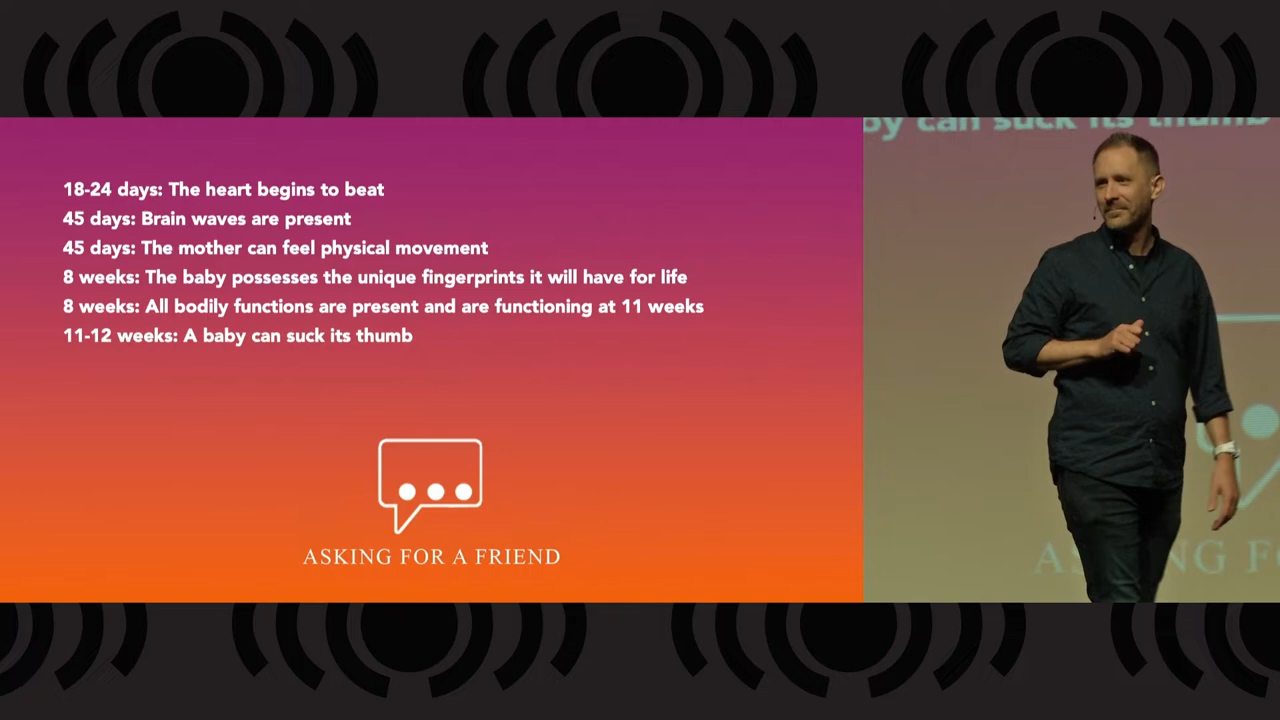 18-24 days: The heart begins to beat
45 days: Brain waves are present
45 days: The mother can feel physical movement
8 weeks: The baby possesses the unique fingerprints it will have for life
8 weeks: All bodily functions are present and are functioning at 11 weeks
11-12 weeks: A baby can suck its thumb
ASKING FOR A FRIEND
by can suck its thumb